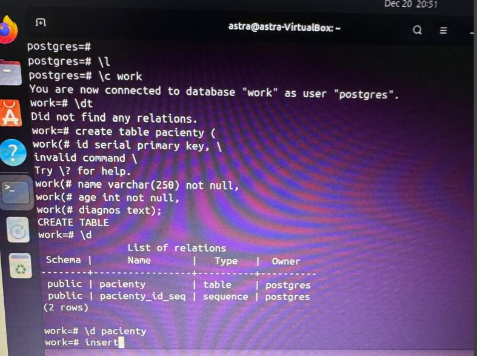 Dec 20 20:51
astra@astra-VirtualBox: ~
postgres=#
postgres=# \l
postgres=# \c work
You are now connected to database "work" as user "postgres".
work=# \dt
Did not find any relations.
work=# create table pacienty (
work(# id serial primary key, \
invalid command \
Try \? for help.
work(# name varchar(250) not null,
work(# age int not null,
work(# diagnos text);
CREATE TABLE
work=# \d
List of relations
Schema | Name | Type | Owner
--------+-----------------+----------+----------
public | pacienty | table | postgres
public | pacienty_id_seq | sequence | postgres
(2 rows)
work=# \d pacienty
work=# insert